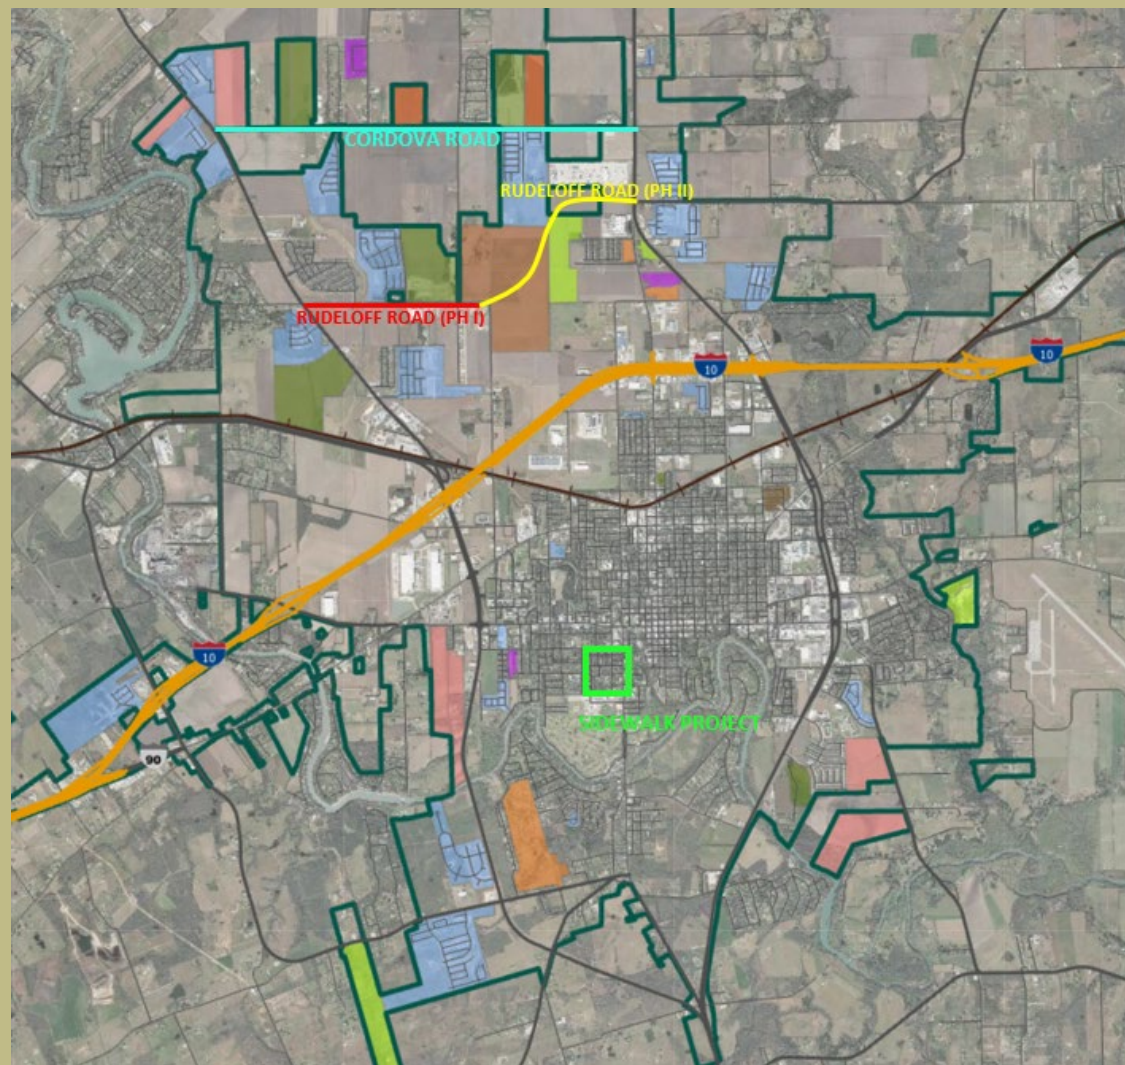 CORDOVA ROAD
RUDELOFF ROAD (PH II)
RUDELOFF ROAD (PH I)
10
10
10
90
SIDEWALK PROJECT